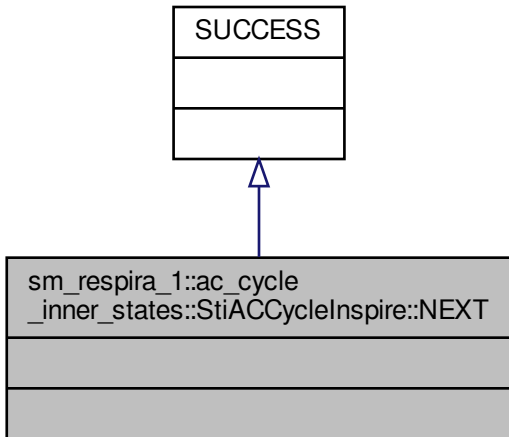 SUCCESS
sm_respira_1::ac_cycle
_inner_states::StiACCycleInspire::NEXT